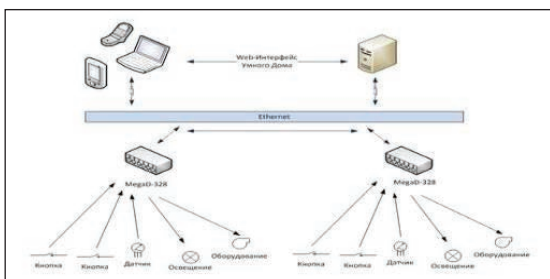 Web-Интерфейс
Умного Дома
Ethernet
MegaD-328
MegaD-328
Кнопка
Кнопка
Датчик
Освещение
Оборудование
Кнопка
Кнопка
Датчик
Освещение
Оборудование